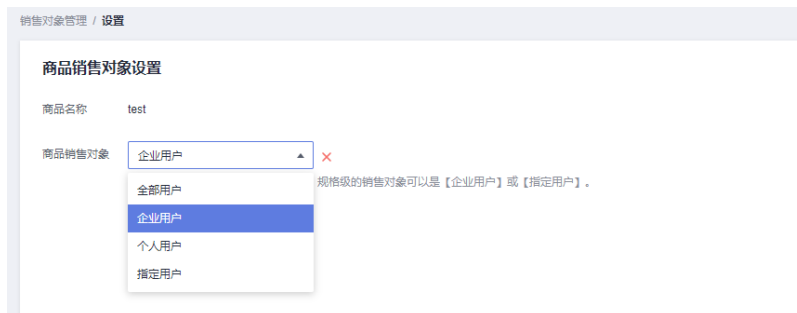 销售对象管理 / 设置
商品销售对象设置
商品名称 test
商品销售对象 企业用户
规格级的销售对象可以是【企业用户】或【指定用户】。
全部用户
企业用户
个人用户
指定用户